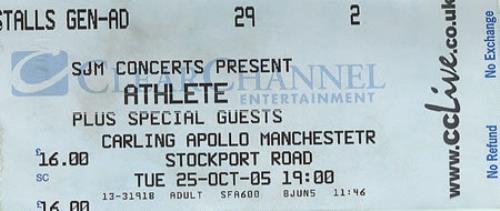 STALLS GEN-AD 29 2
SJM CONCERTS PRESENT
CLEARCHANNEL
ATHLETE
ENTERTAINMENT
PLUS SPECIAL GUESTS
CARLING APOLLO MANCHESTETR
£16.00 STOCKPORT ROAD
SC TUE 25-OCT-05 19:00
13-31918 ADULT SFA600 8JUN5 11:46
£16.00
www.ccLive.co.uk
No Refund No Exchange